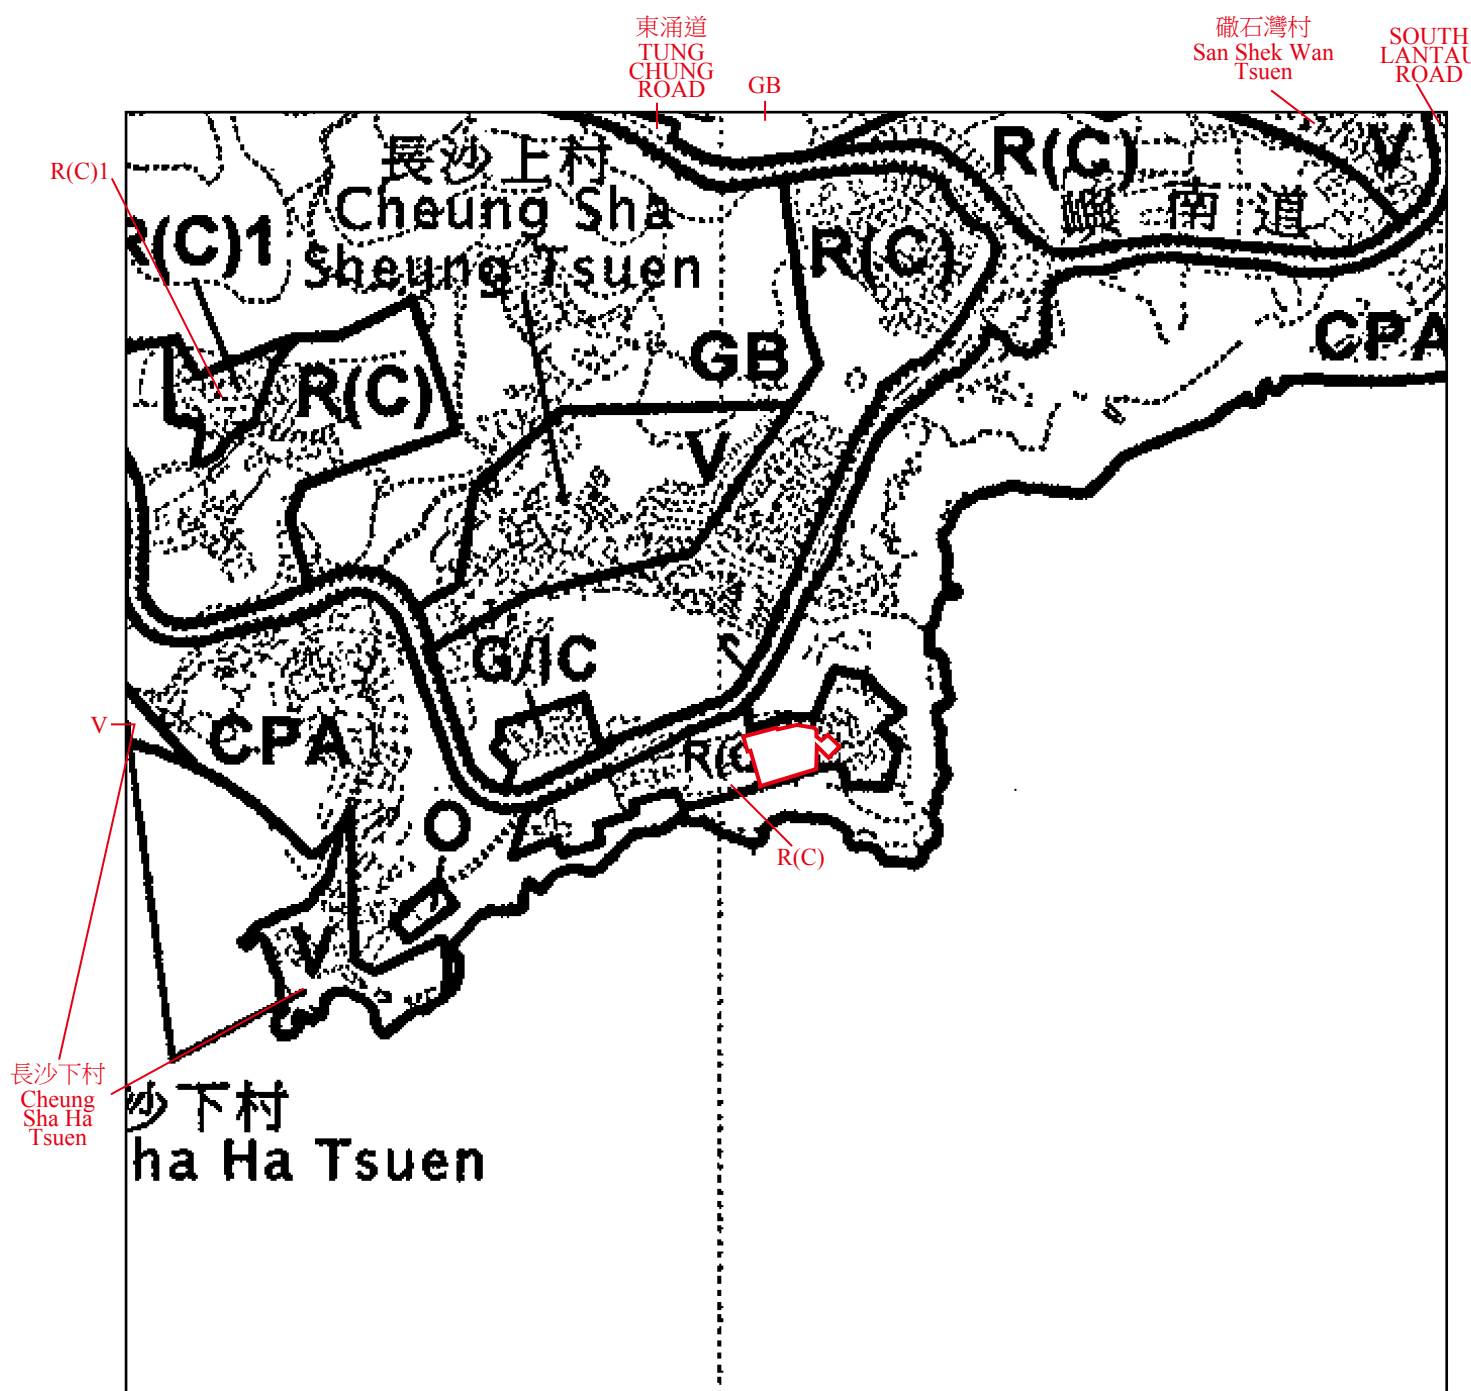 東涌道
TUNG
CHUNG
ROAD
GB
礮石灣村
San Shek Wan
Tsuen
SOUTH
LANTAU
ROAD
R(C)1
長沙上村
Cheung Sha
Sheung Tsuen
R(C)1
R(C)
R(C)
V
嶼南道
R(C)
GB
CPA
V
G/IC
V
CPA
R(C
O
R(C)
V
長沙下村
Cheung
Sha Ha
Tsuen
沙下村
ha Ha Tsuen